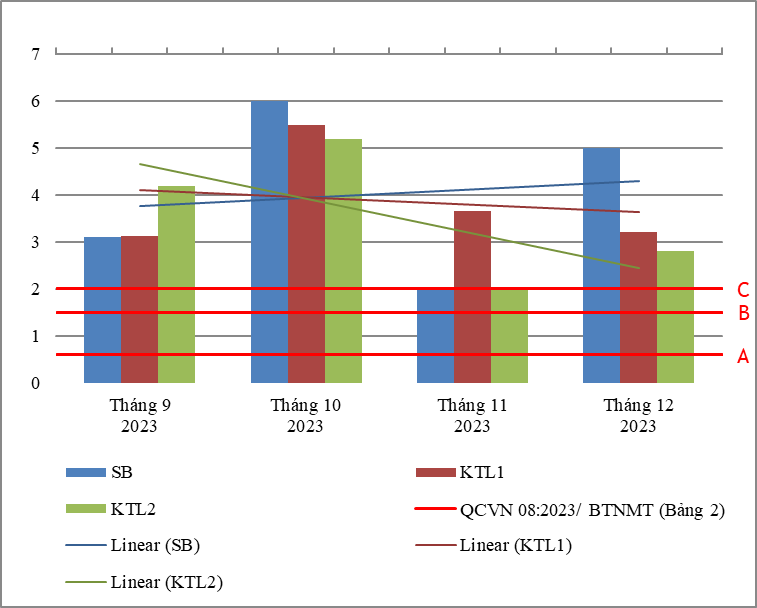 7
6
5
4
3
2
1
0
C
B
A
Tháng 9
2023
Tháng 10
2023
Tháng 11
2023
Tháng 12
2023
SB
KTL1
KTL2
QCVN 08:2023/ BTNMT (Bảng 2)
Linear (SB)
Linear (KTL1)
Linear (KTL2)